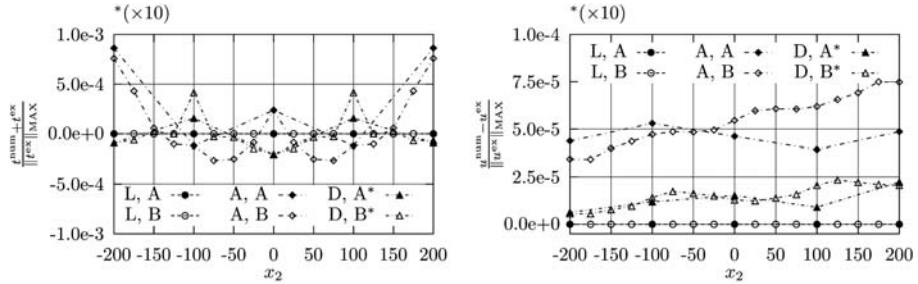 *(×10)
1.0e-3
5.0e-4
0.0e+0
-5.0e-4
-1.0e-3
t^num + t^ex
‖t^ex‖MAX
L, A
A, A
D, A*
L, B
A, B
D, B*
-200 -150 -100 -50 0 50 100 150 200
x2
*(×10)
1.0e-4
7.5e-5
5.0e-5
2.5e-5
0.0e+0
u^num − u^ex
‖u^ex‖MAX
L, A
A, A
D, A*
L, B
A, B
D, B*
-200 -150 -100 -50 0 50 100 150 200
x2